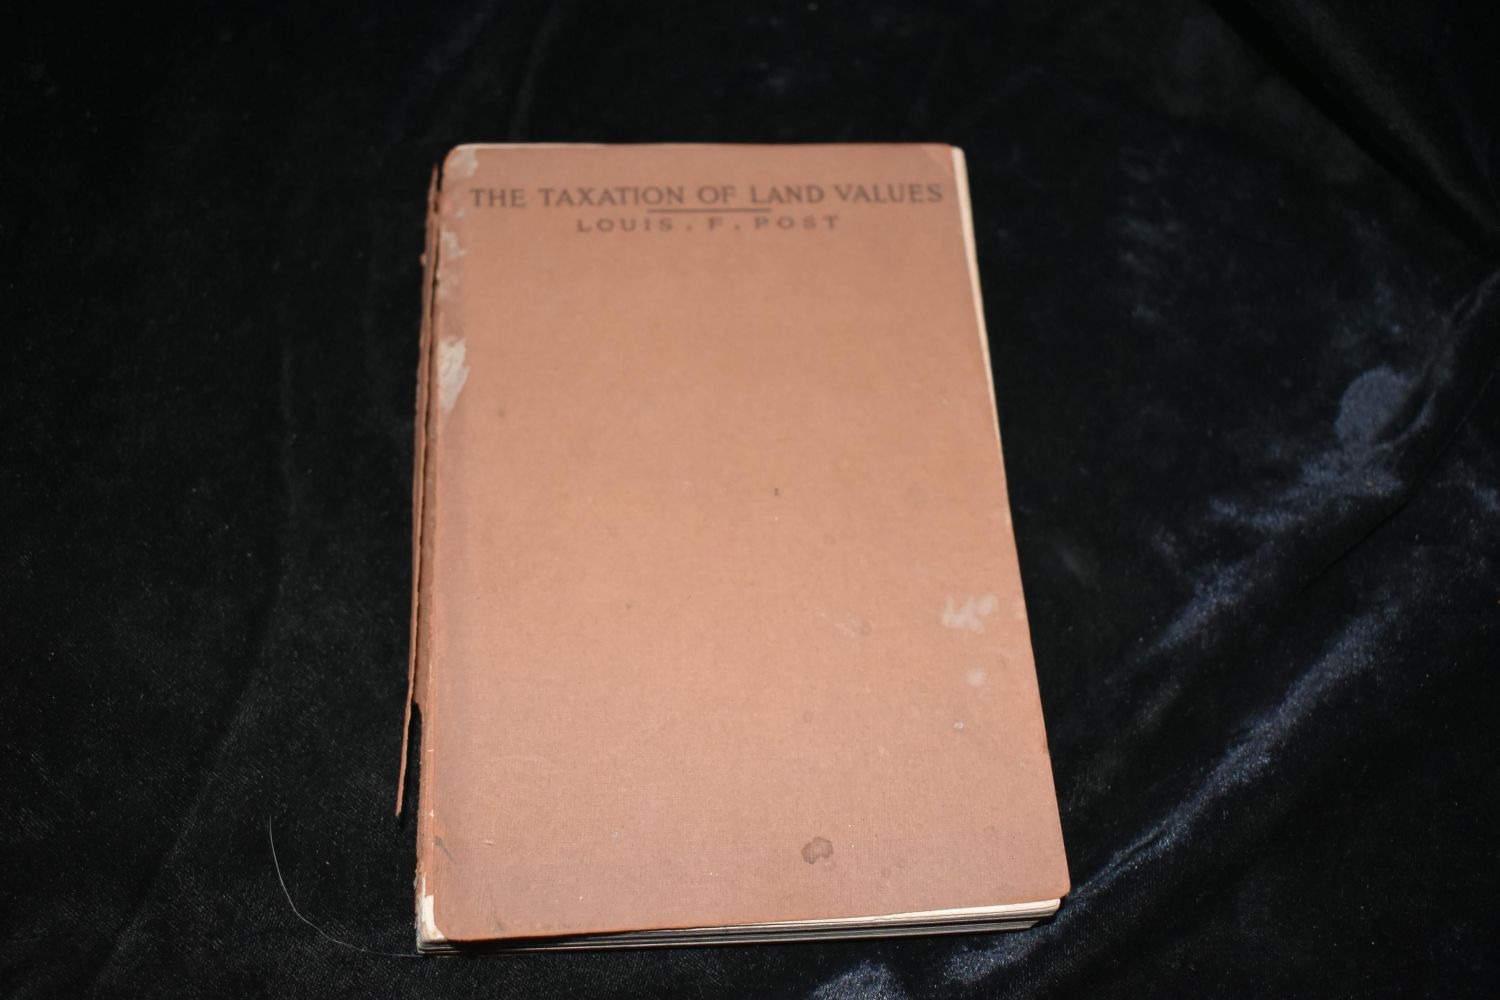 THE TAXATION OF LAND VALUES
LOUIS . F . POST